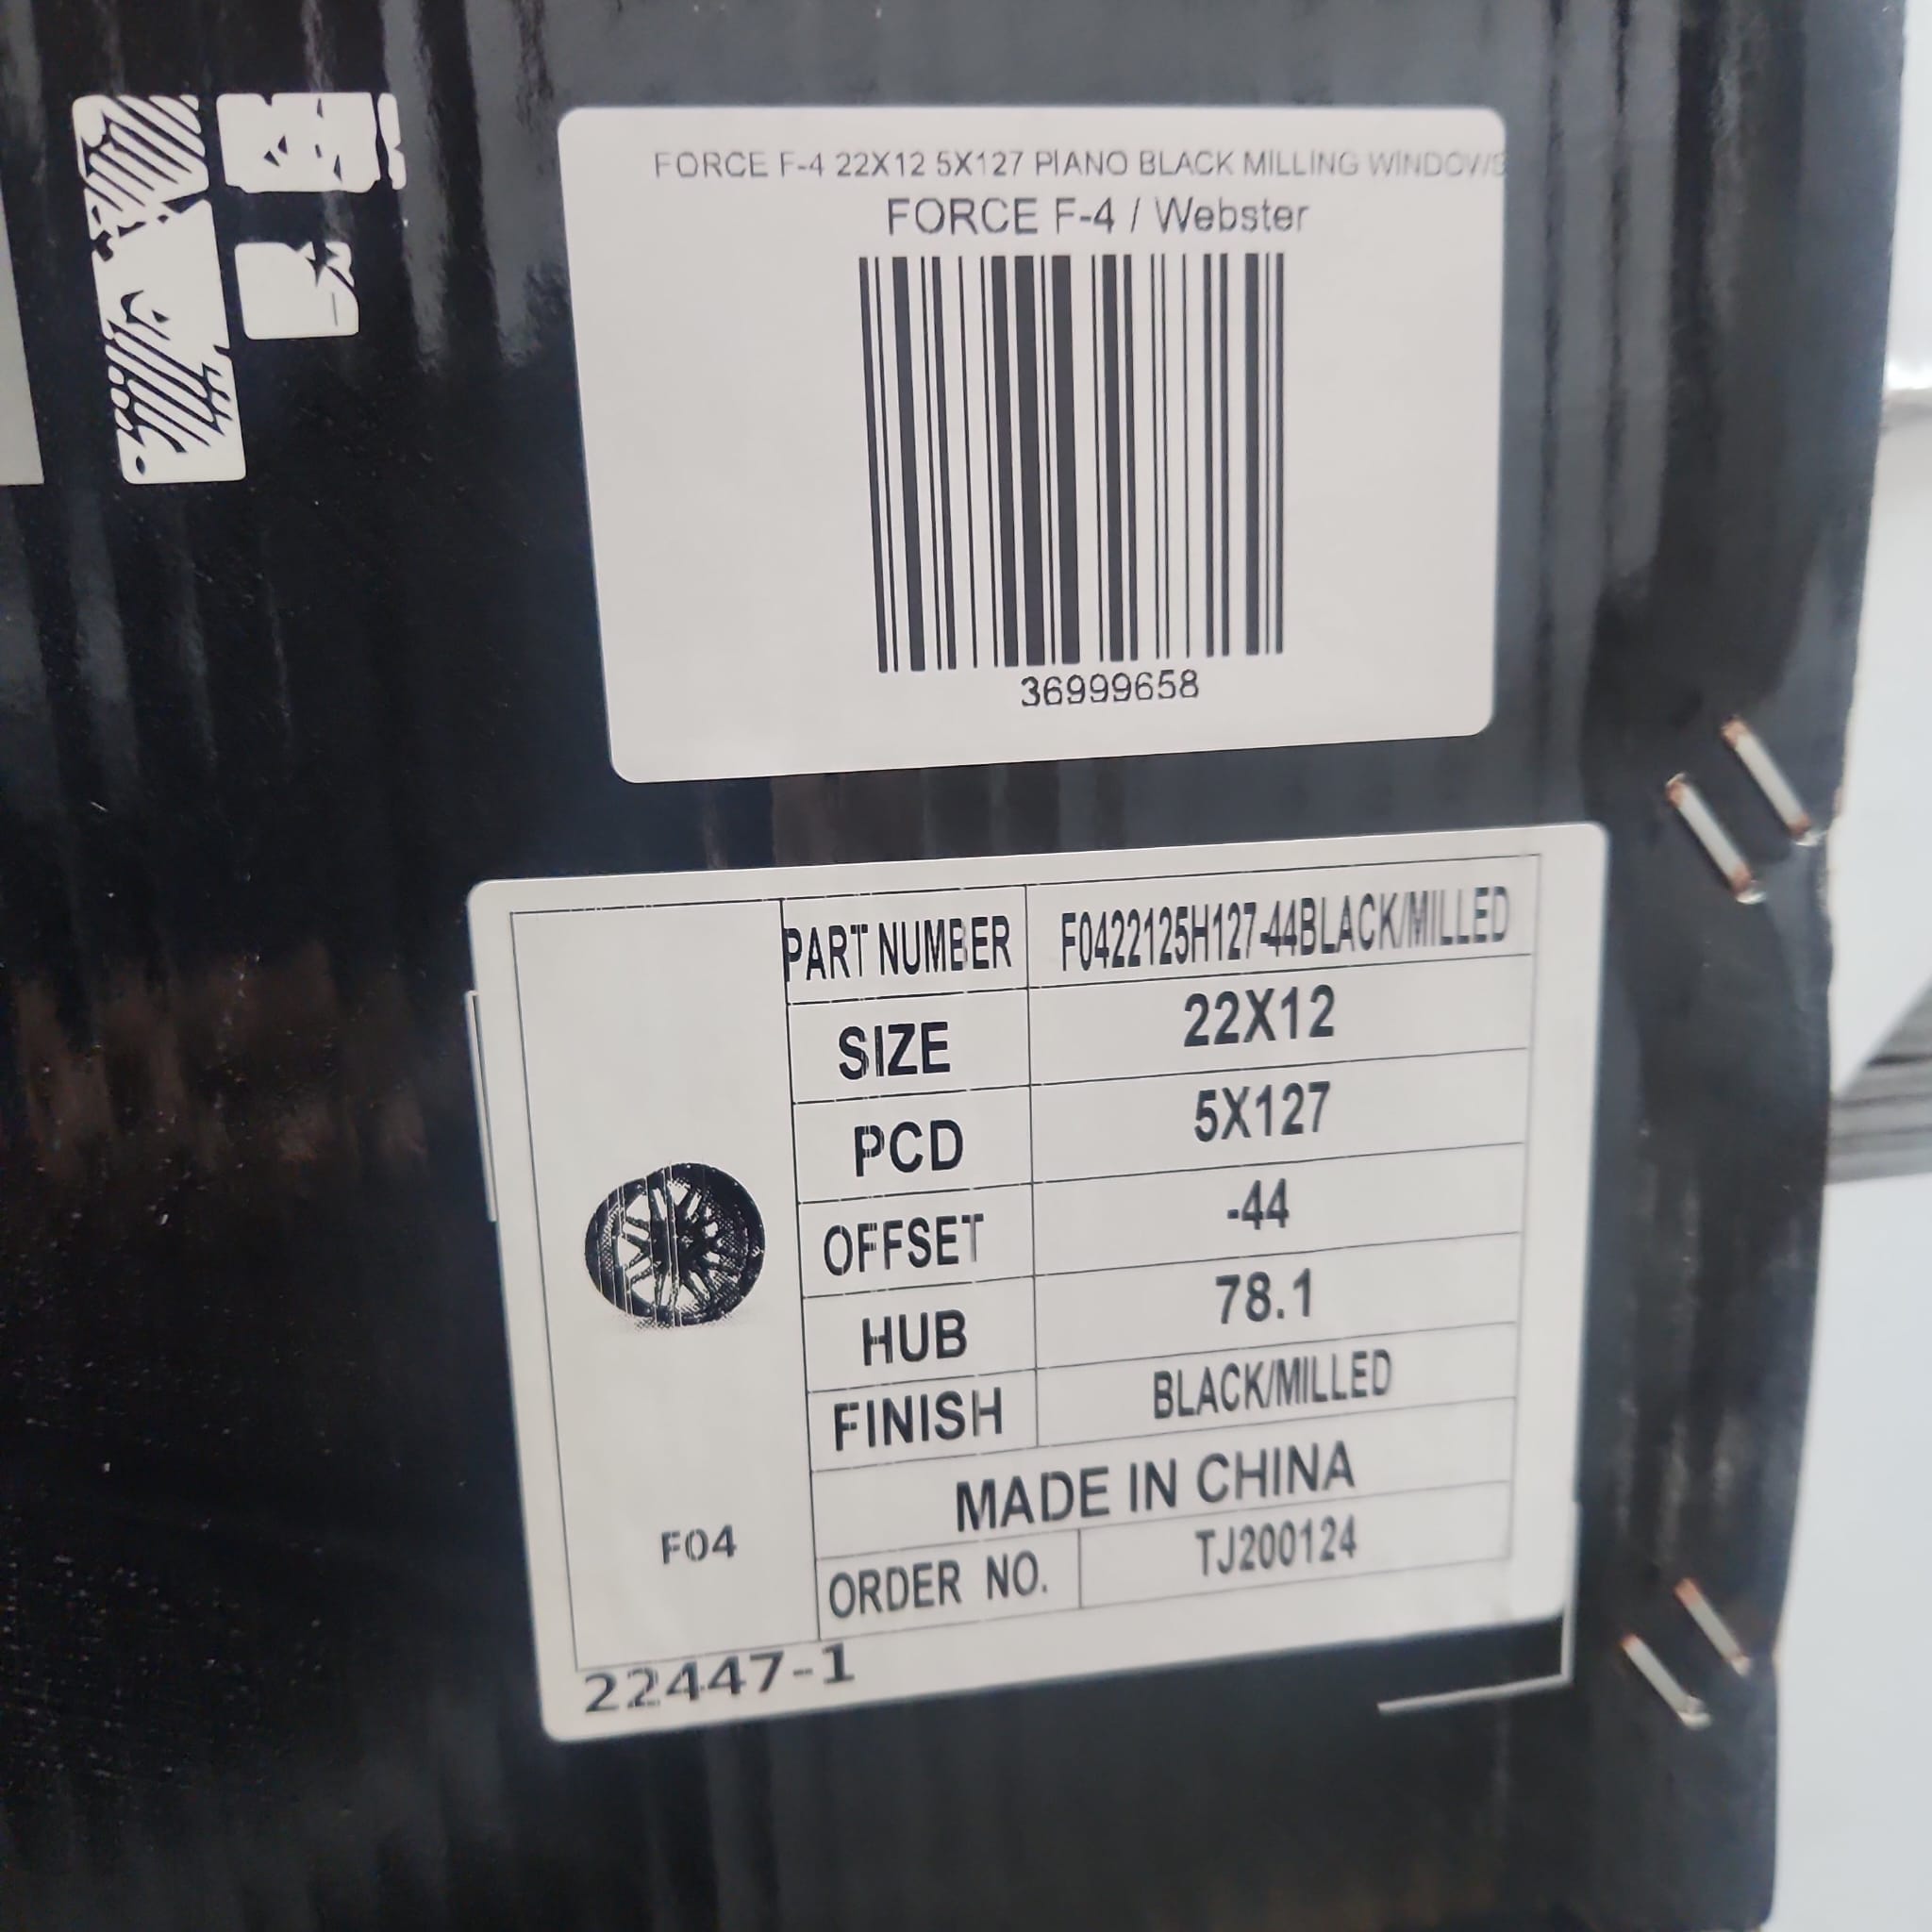 FORCE F-4 22X12 5X127 PIANO BLACK MILLING WINDOWS
FORCE F-4 / Webster
36999658
PART NUMBER F0422125H127-44BLACK/MILLED
SIZE 22X12
PCD 5X127
OFFSET -44
HUB 78.1
FINISH BLACK/MILLED
MADE IN CHINA
F04
ORDER NO. TJ200124
22447-1